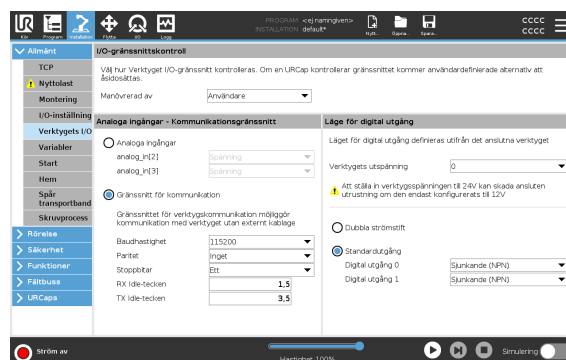 Kör
Program
Installation
Flytta
I/O
Logg
PROGRAM <ej namngiven>
INSTALLATION default*
Nytt..
Öppna..
Spara..
CCCC
CCCC
Allmänt
TCP
Nyttolast
Montering
I/O-inställning
Verktygets I/O
Variabler
Start
Hem
Spår
transportband
Skruvprocess
Rörelse
Säkerhet
Funktioner
Fältbuss
URCaps
I/O-gränssnittskontroll
Välj hur Verktyget I/O-gränssnitt kontrolleras. Om en URCap kontrollerar gränssnittet kommer användardefinierade alternativ att
åsidosättas.
Manövrerad av
Användare
Analoga ingångar - Kommunikationsgränssnitt
Analoga ingångar
analog_in[2]
Spänning
analog_in[3]
Spänning
Gränssnitt för kommunikation
Gränssnittet för verktygskommunikation möjliggör
kommunikation med verktyget utan externt kablage
Baudhastighet
115200
Paritet
Inget
Stoppbitar
Ett
RX Idle-tecken
1,5
TX Idle-tecken
3,5
Läge för digital utgång
Läget för digital utgång definieras utifrån det anslutna verktyget
Verktygets utspänning
0
Att ställa in verktygsspänningen till 24V kan skada ansluten
utrustning om den endast konfigurerats till 12V
Dubbla strömstift
Standardutgång
Digital utgång 0
Sjunkande (NPN)
Digital utgång 1
Sjunkande (NPN)
Ström av
Hastighet 100%
Simulering